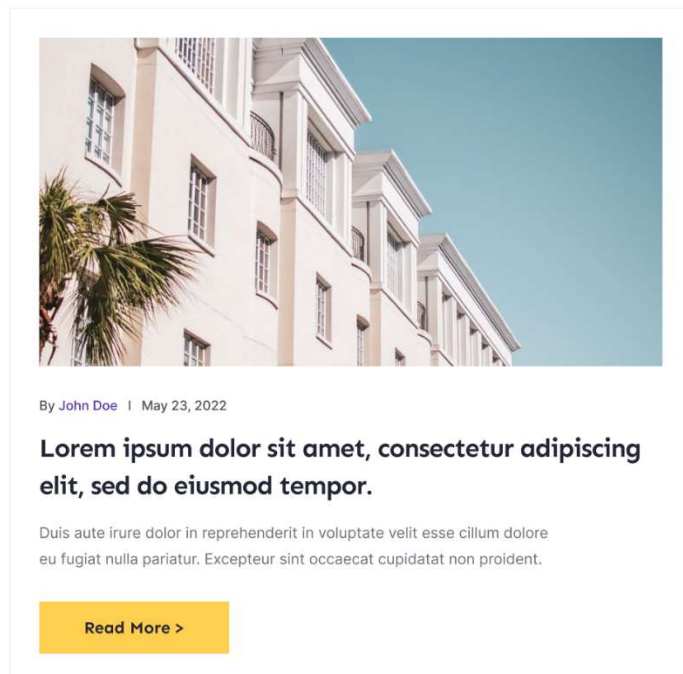 By John Doe | May 23, 2022
Lorem ipsum dolor sit amet, consectetur adipiscing
elit, sed do eiusmod tempor.
Duis aute irure dolor in reprehenderit in voluptate velit esse cillum dolore
eu fugiat nulla pariatur. Excepteur sint occaecat cupidatat non proident.
Read More >